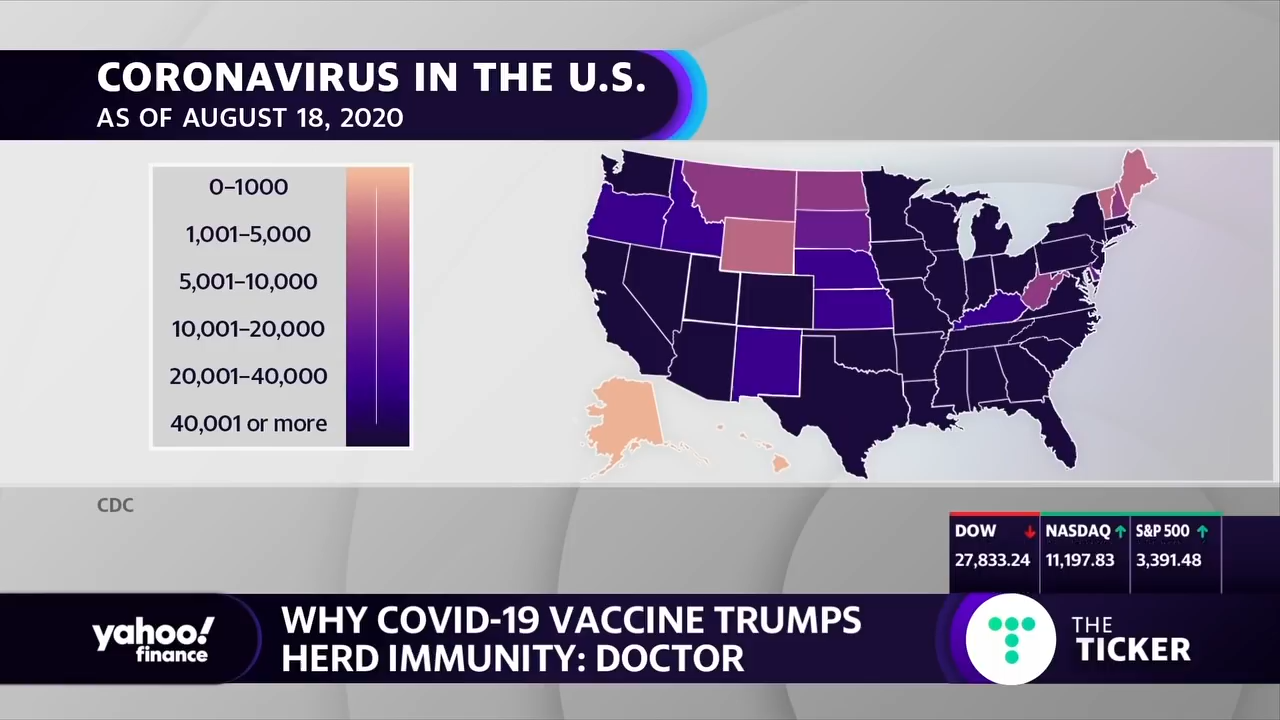 CORONAVIRUS IN THE U.S.
AS OF AUGUST 18, 2020
0–1000
1,001–5,000
5,001–10,000
10,001–20,000
20,001–40,000
40,001 or more
CDC
DOW
27,833.24
NASDAQ
11,197.83
S&P 500
3,391.48
yahoo!
finance
WHY COVID-19 VACCINE TRUMPS
HERD IMMUNITY: DOCTOR
THE
TICKER